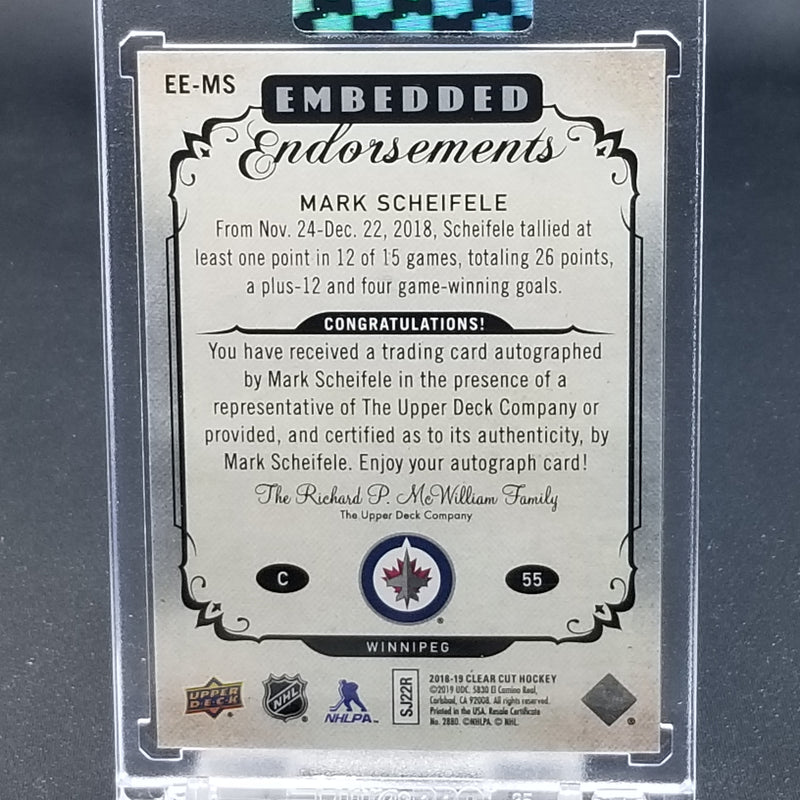 EE-MS
EMBEDDED
Endorsements
MARK SCHEIFELE
From Nov. 24-Dec. 22, 2018, Scheifele tallied at
least one point in 12 of 15 games, totaling 26 points,
a plus-12 and four game-winning goals.
CONGRATULATIONS!
You have received a trading card autographed
by Mark Scheifele in the presence of a
representative of The Upper Deck Company or
provided, and certified as to its authenticity, by
Mark Scheifele. Enjoy your autograph card!
The Richard P. McWilliam Family
The Upper Deck Company
C
55
®
WINNIPEG
UPPER
D·E·C·K
NHL
NHLPA
SJ22R
2018-19 CLEAR CUT HOCKEY
©2019 UDC. 5830 El Camino Real,
Carlsbad, CA 92008. All rights reserved.
Printed in the USA. Resale Certificate
No. 2880. ©NHLPA. © NHL.
®